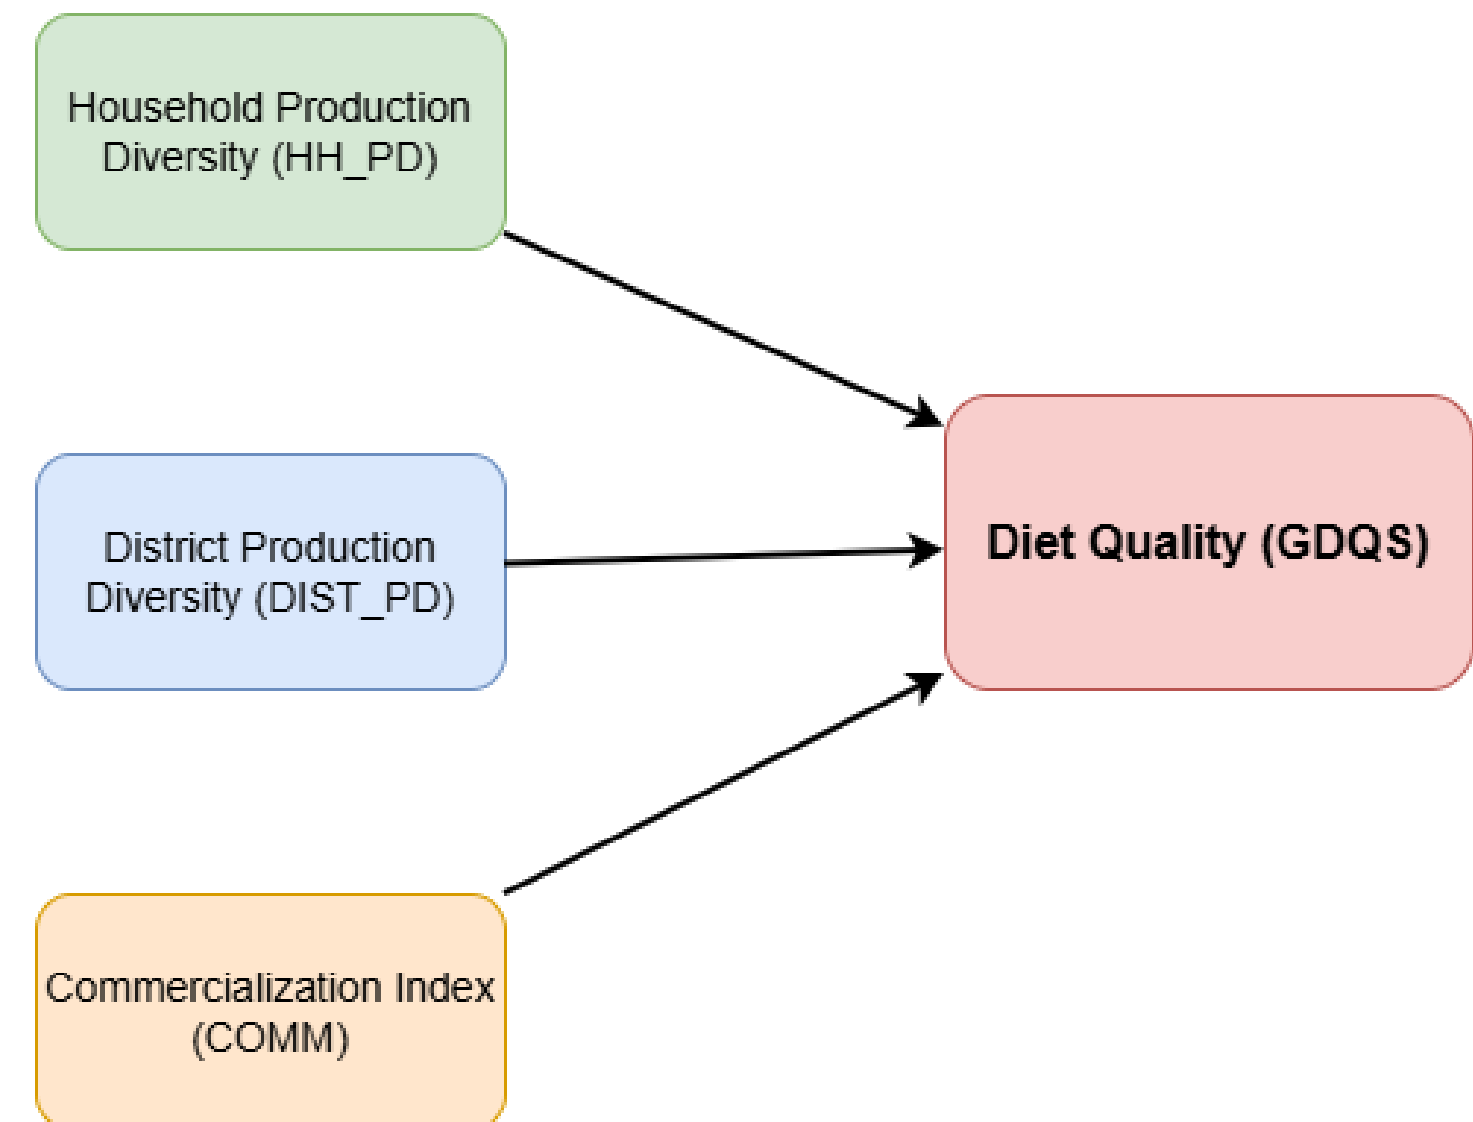 Household Production
Diversity (HH_PD)
District Production
Diversity (DIST_PD)
Diet Quality (GDQS)
Commercialization Index
(COMM)